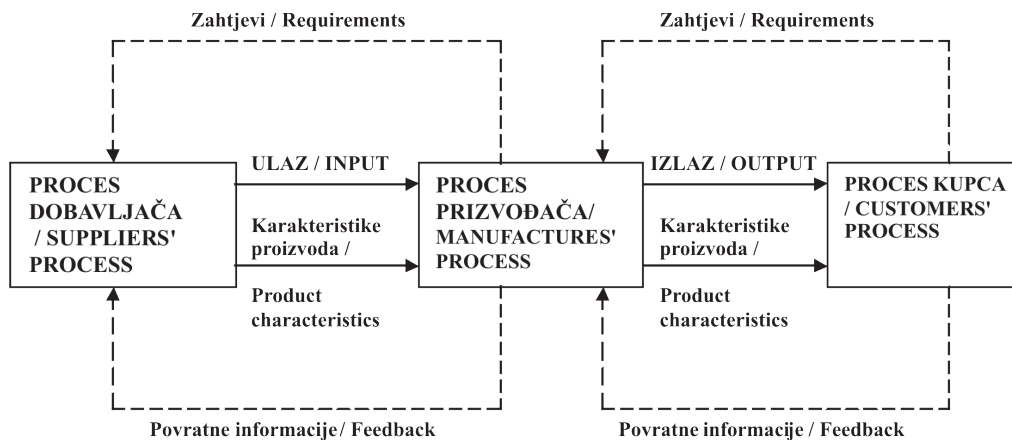 Zahtjevi / Requirements
Zahtjevi / Requirements
ULAZ / INPUT
IZLAZ / OUTPUT
PROCES
DOBAVLJAČA
/ SUPPLIERS'
PROCESS
Karakteristike
proizvoda /
Product
characteristics
PROCES
PRIZVOĐAČA/
MANUFACTURES'
PROCESS
Karakteristike
proizvoda /
Product
characteristics
PROCES KUPCA
/ CUSTOMERS'
PROCESS
Povratne informacije / Feedback
Povratne informacije / Feedback